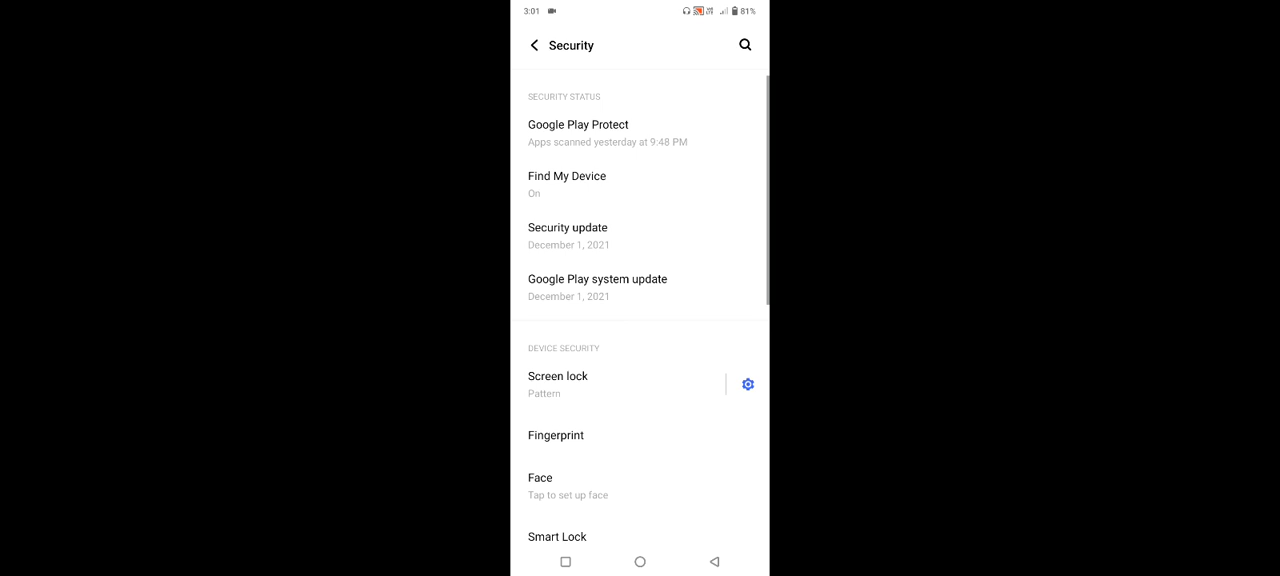 3:01 81%
Security
SECURITY STATUS
Google Play Protect
Apps scanned yesterday at 9:48 PM
Find My Device
On
Security update
December 1, 2021
Google Play system update
December 1, 2021
DEVICE SECURITY
Screen lock
Pattern
Fingerprint
Face
Tap to set up face
Smart Lock